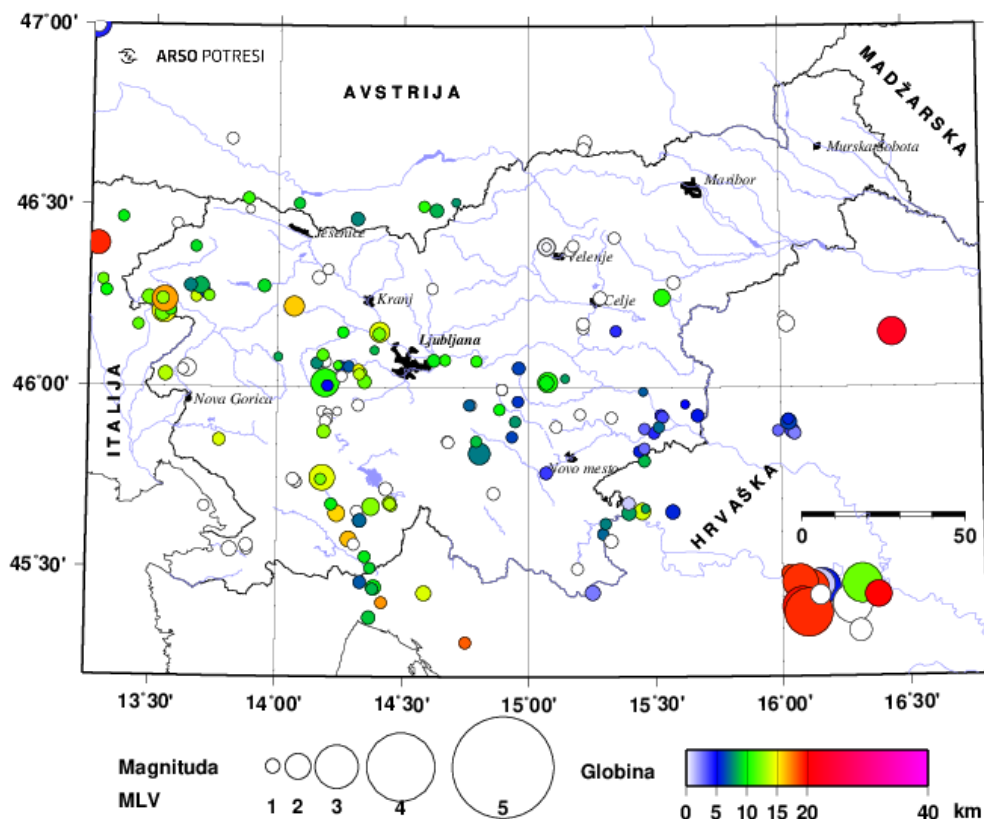 47°00'
ARSO POTRESI
AVSTRIJA
MADŽARSKA
Murska Sobota
Maribor
46°30'
Jesenice
Velenje
Kranj
Celje
Ljubljana
46°00'
ITALIJA
Nova Gorica
Novo mesto
HRVAŠKA
0 50
45°30'
13°30' 14°00' 14°30' 15°00' 15°30' 16°00' 16°30'
Magnituda
MLV
1 2 3 4 5
Globina
0 5 10 15 20 40 km